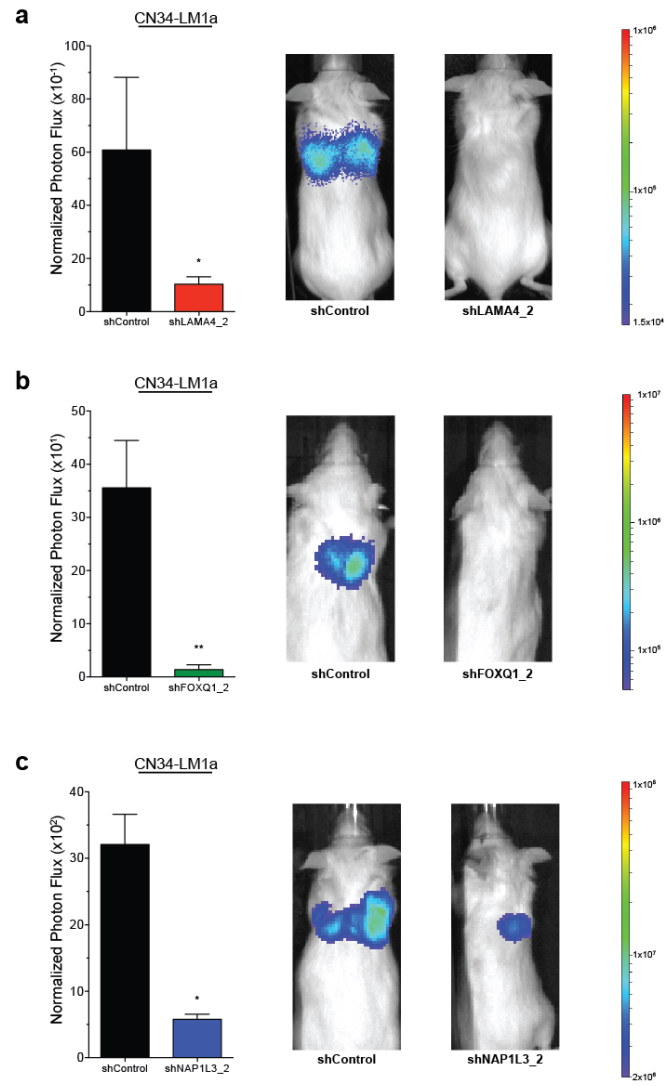 a
CN34-LM1a
Normalized Photon Flux (x10-1)
100
80
60
40
20
0
*
shControl
shLAMA4_2
shControl
shLAMA4_2
1x10⁶
1x10⁵
1.5x10⁴
b
CN34-LM1a
Normalized Photon Flux (x10¹)
50
40
30
20
10
0
**
shControl
shFOXQ1_2
shControl
shFOXQ1_2
1x10⁷
1x10⁶
1x10⁵
c
CN34-LM1a
Normalized Photon Flux (x10²)
40
30
20
10
0
*
shControl
shNAP1L3_2
shControl
shNAP1L3_2
1x10⁷